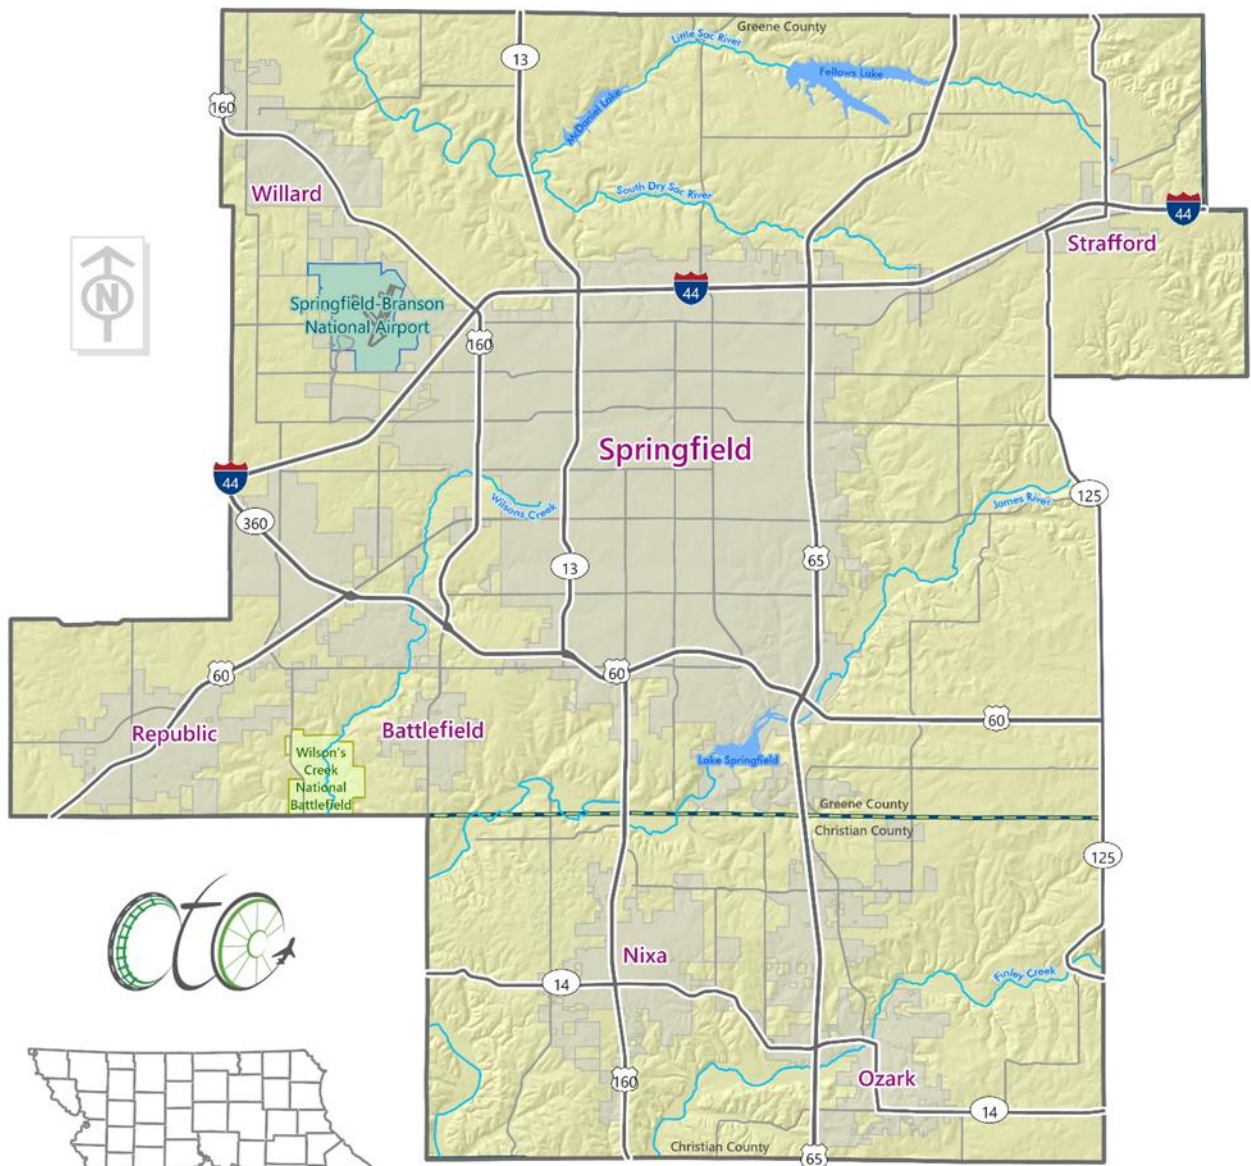 Greene County
13
Little Sac River
Fellows Lake
160
McDaniel Lake
Willard
South Dry Sac River
44
Strafford
N
44
Springfield-Branson
National Airport
160
Springfield
44
125
Wilsons Creek
James River
360
65
13
60
60
60
Republic
Battlefield
Wilson's
Creek
National
Battlefield
Lake Springfield
Greene County
Christian County
125
cto
Nixa
14
Finley Creek
160
Ozark
14
Christian County
65